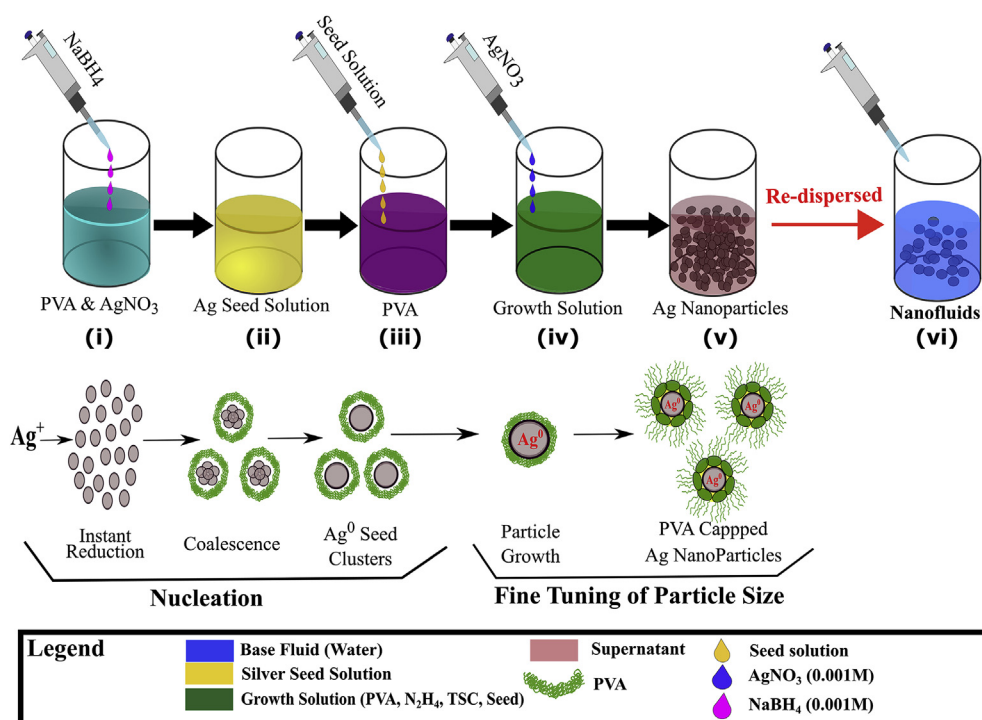 NaBH4
Seed Solution
AgNO3
Re-dispersed
PVA & AgNO₃
Ag Seed Solution
PVA
Growth Solution
Ag Nanoparticles
Nanofluids
(i)
(ii)
(iii)
(iv)
(v)
(vi)
Ag⁺
Ag⁰
Ag⁰
Ag⁰
Ag⁰
Instant
Reduction
Coalescence
Ag⁰ Seed
Clusters
Particle
Growth
PVA Cappped
Ag NanoParticles
Nucleation
Fine Tuning of Particle Size
Legend
Base Fluid (Water)
Silver Seed Solution
Growth Solution (PVA, N₂H₄, TSC, Seed)
Supernatant
PVA
Seed solution
AgNO₃ (0.001M)
NaBH₄ (0.001M)